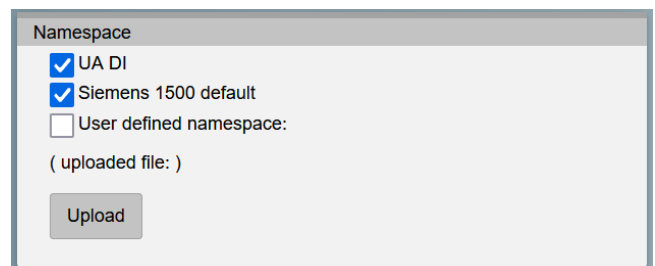 Namespace
UA DI
Siemens 1500 default
User defined namespace:
( uploaded file: )
Upload